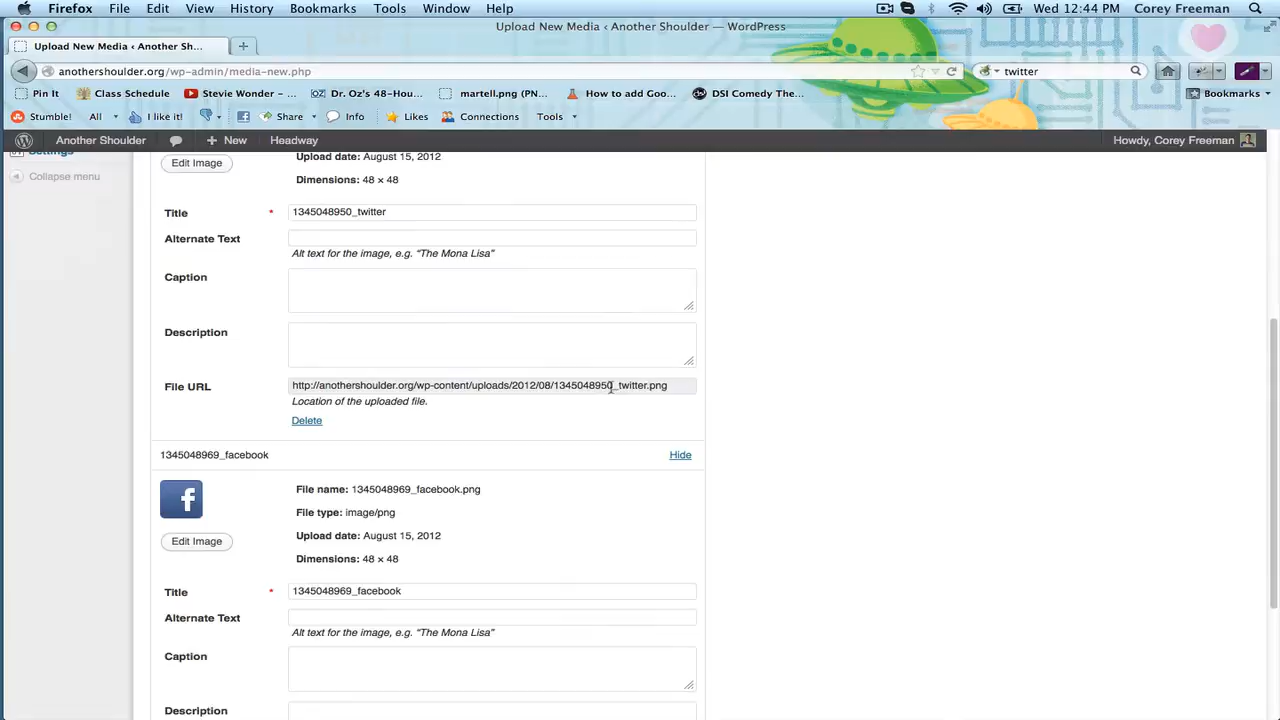 Firefox File Edit View History Bookmarks Tools Window Help Wed 12:44 PM Corey Freeman
Upload New Media ‹ Another Shoulder — WordPress
Upload New Media ‹ Another Sh...
anothershoulder.org/wp-admin/media-new.php twitter
Pin It Class Schedule Stevie Wonder -... Dr. Oz's 48-Hou... martell.png (PN... How to add Goo... DSI Comedy The... Bookmarks
Stumble! All I like it! Share Info Likes Connections Tools
Another Shoulder + New Headway Howdy, Corey Freeman
Settings
Upload date: August 15, 2012
Edit Image
Collapse menu
Dimensions: 48 × 48
Title * 1345048950_twitter
Alternate Text
Alt text for the image, e.g. “The Mona Lisa”
Caption
Description
File URL http://anothershoulder.org/wp-content/uploads/2012/08/1345048950_twitter.png
Location of the uploaded file.
Delete
1345048969_facebook Hide
File name: 1345048969_facebook.png
File type: image/png
Upload date: August 15, 2012
Edit Image
Dimensions: 48 × 48
Title * 1345048969_facebook
Alternate Text
Alt text for the image, e.g. “The Mona Lisa”
Caption
Description